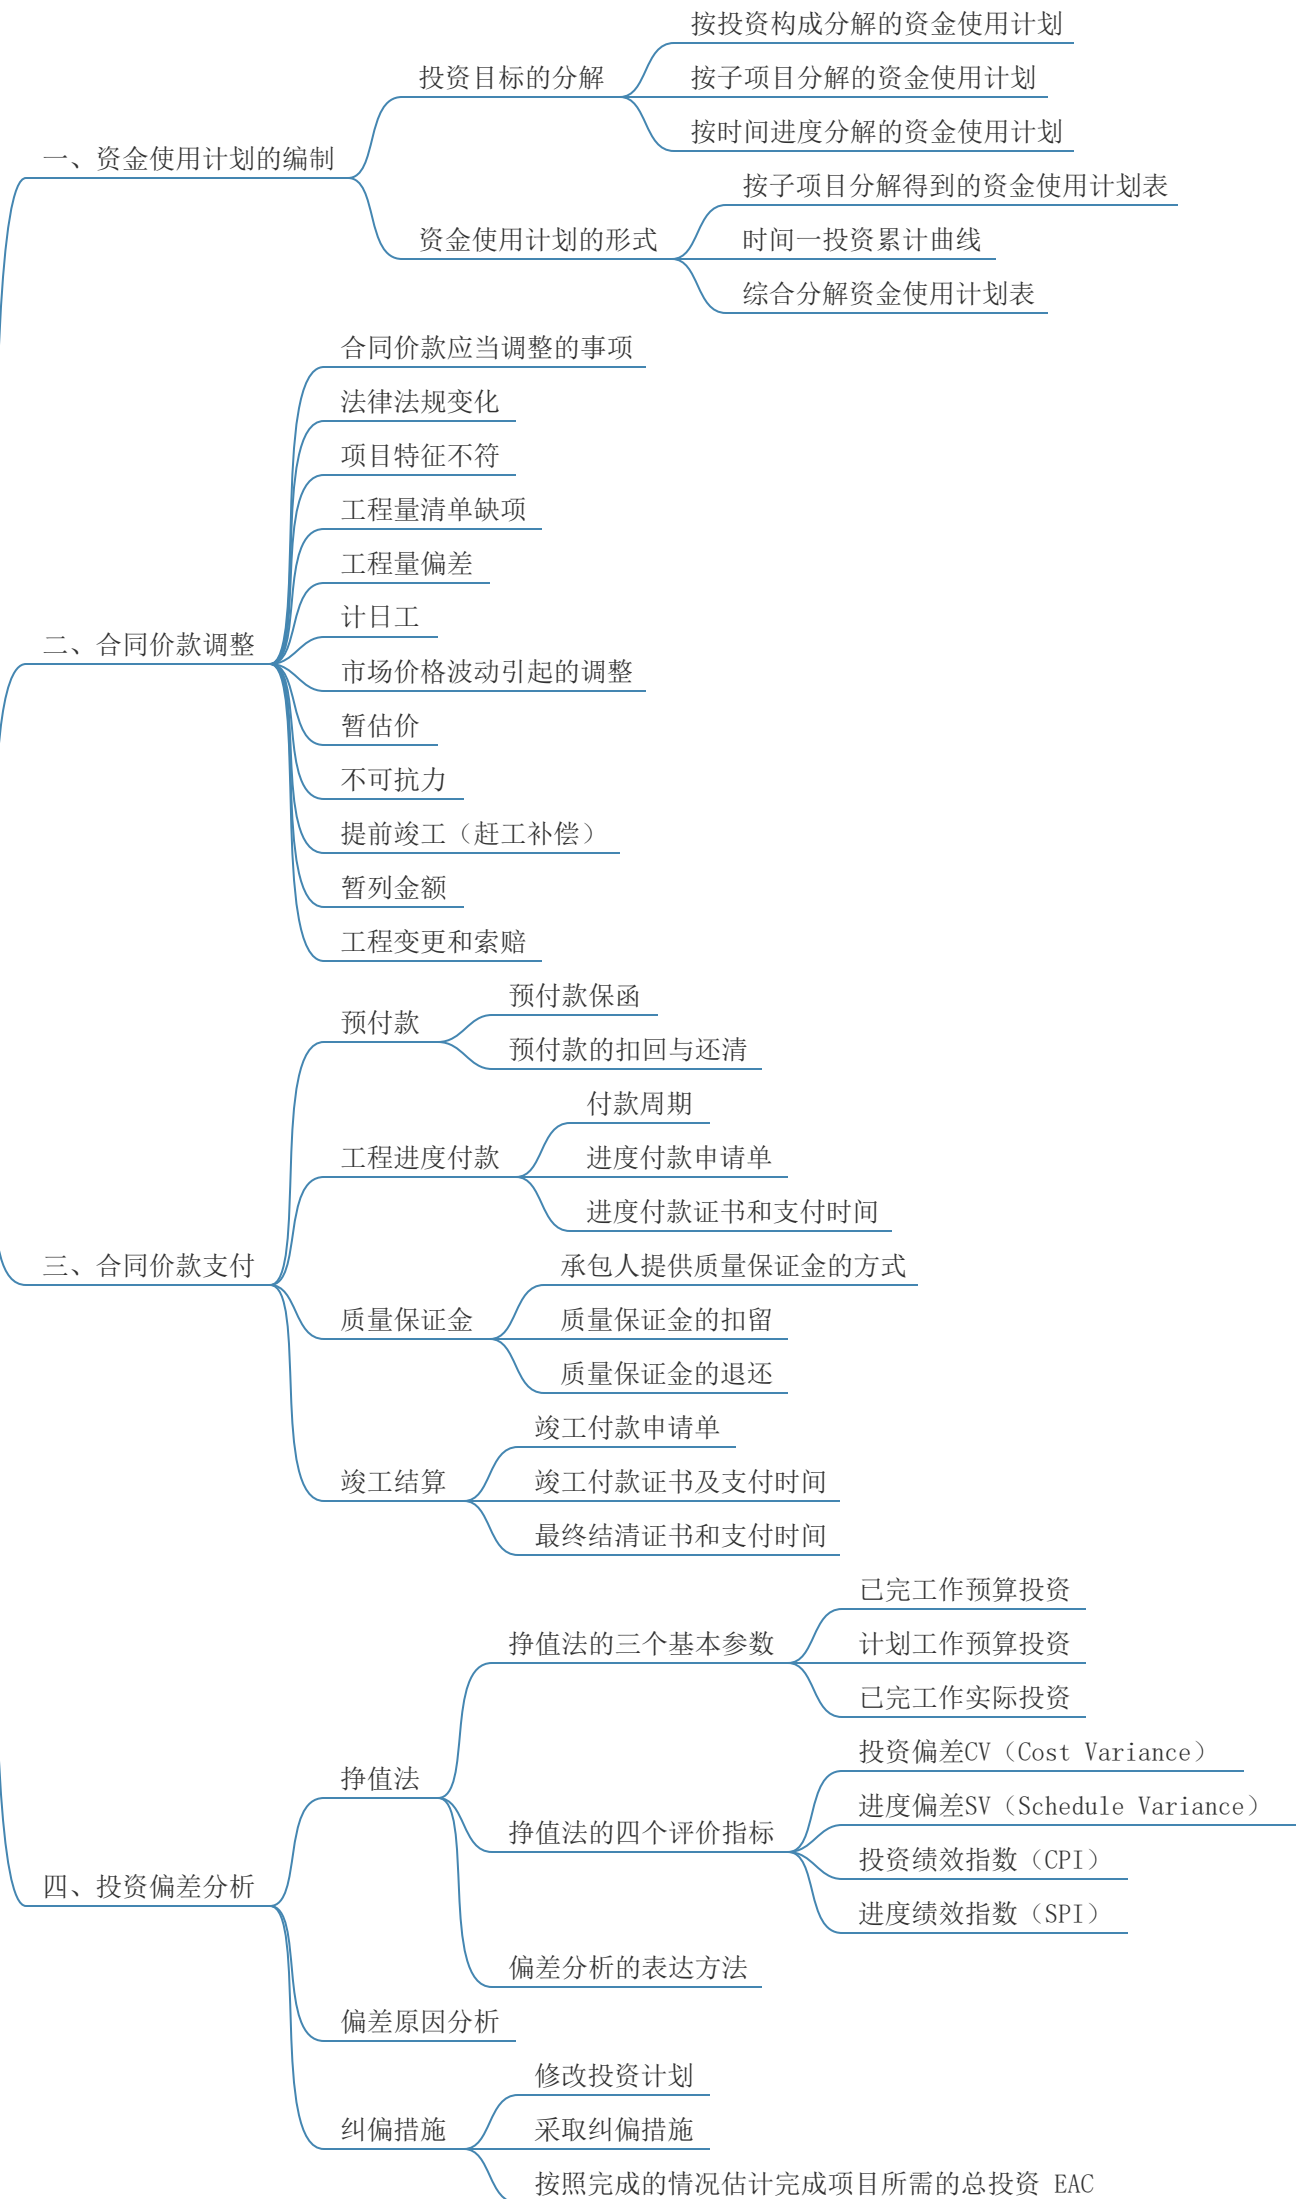 按投资构成分解的资金使用计划
投资目标的分解
按子项目分解的资金使用计划
按时间进度分解的资金使用计划
一、资金使用计划的编制
按子项目分解得到的资金使用计划表
资金使用计划的形式
时间一投资累计曲线
综合分解资金使用计划表
合同价款应当调整的事项
法律法规变化
项目特征不符
工程量清单缺项
工程量偏差
计日工
二、合同价款调整
市场价格波动引起的调整
暂估价
不可抗力
提前竣工（赶工补偿）
暂列金额
工程变更和索赔
预付款保函
预付款
预付款的扣回与还清
付款周期
工程进度付款
进度付款申请单
进度付款证书和支付时间
三、合同价款支付
承包人提供质量保证金的方式
质量保证金
质量保证金的扣留
质量保证金的退还
竣工付款申请单
竣工结算
竣工付款证书及支付时间
最终结清证书和支付时间
已完工作预算投资
挣值法的三个基本参数
计划工作预算投资
已完工作实际投资
挣值法
投资偏差CV（Cost Variance）
进度偏差SV（Schedule Variance）
挣值法的四个评价指标
投资绩效指数（CPI）
进度绩效指数（SPI）
四、投资偏差分析
偏差分析的表达方法
偏差原因分析
修改投资计划
纠偏措施
采取纠偏措施
按照完成的情况估计完成项目所需的总投资 EAC